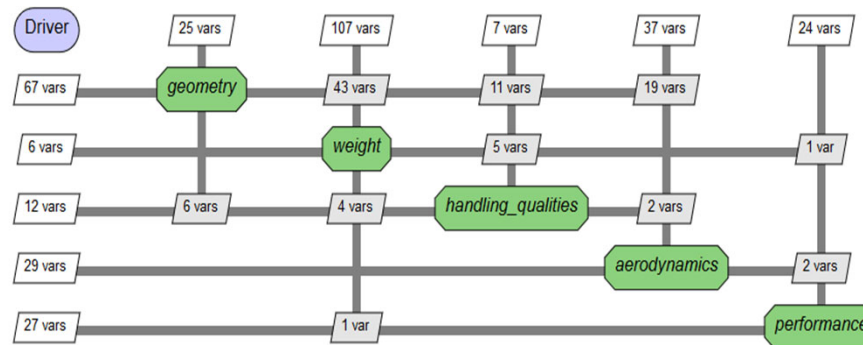 Driver
25 vars 107 vars 7 vars 37 vars 24 vars
67 vars geometry 43 vars 11 vars 19 vars
6 vars weight 5 vars 1 var
12 vars 6 vars 4 vars handling_qualities 2 vars
29 vars aerodynamics 2 vars
27 vars 1 var performance